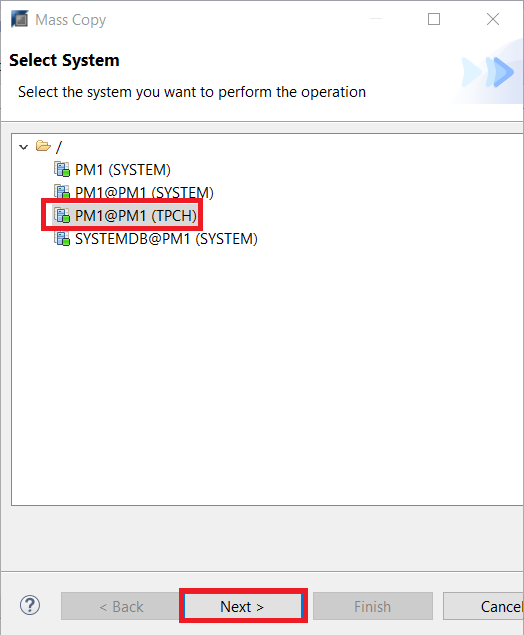 Mass Copy
Select System
Select the system you want to perform the operation
/
PM1 (SYSTEM)
PM1@PM1 (SYSTEM)
PM1@PM1 (TPCH)
SYSTEMDB@PM1 (SYSTEM)
?
< Back Next > Finish Cancel